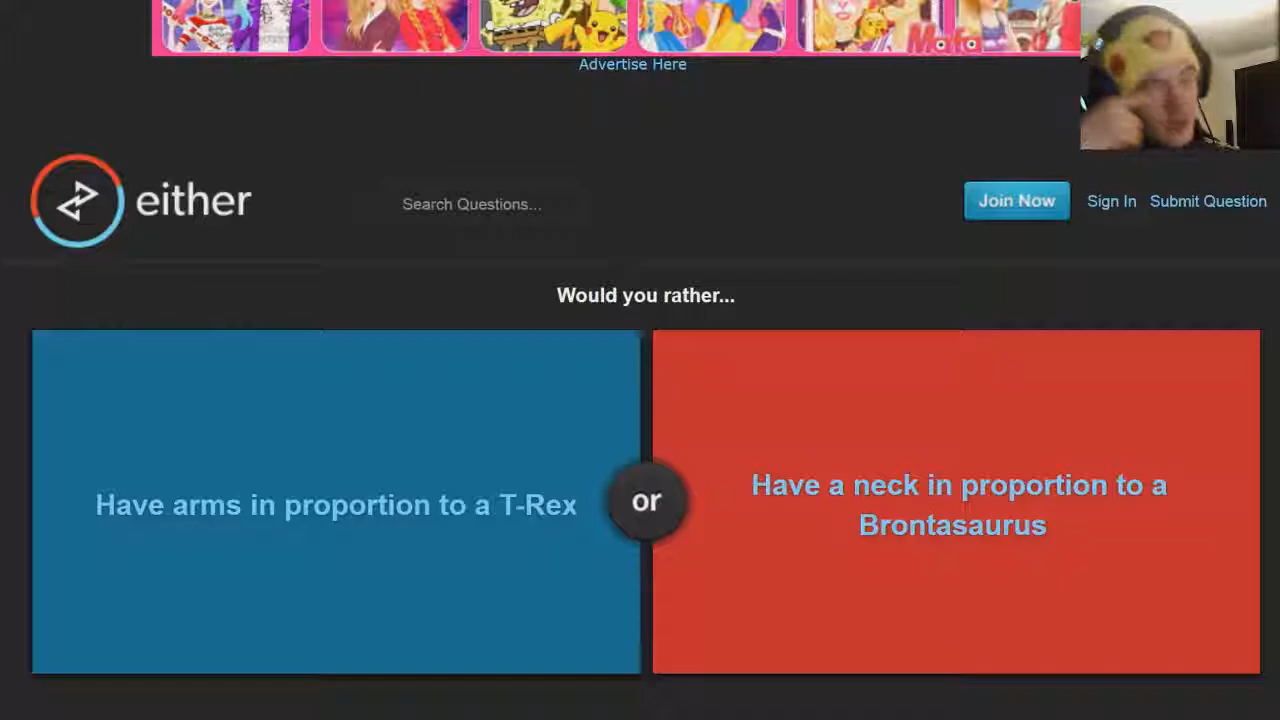 Mafa
Advertise Here
either
Search Questions...
Join Now
Sign In
Submit Question
Would you rather...
Have arms in proportion to a T-Rex
or
Have a neck in proportion to a
Brontasaurus